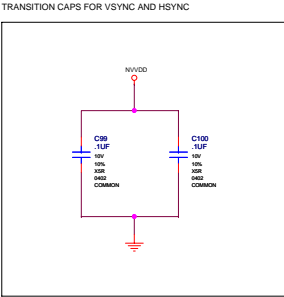 TRANSITION CAPS FOR VSYNC AND HSYNC
NVVDD
C99
.1UF
10V
10%
X5R
0402
COMMON
C100
.1UF
10V
10%
X5R
0402
COMMON